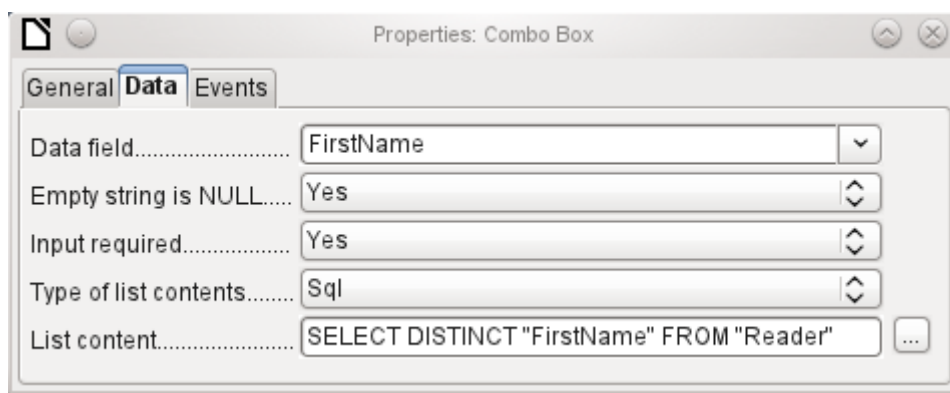 Properties: Combo Box
General Data Events
Data field.......................... FirstName
Empty string is NULL..... Yes
Input required.................. Yes
Type of list contents........ Sql
List content....................... SELECT DISTINCT "FirstName" FROM "Reader" ...